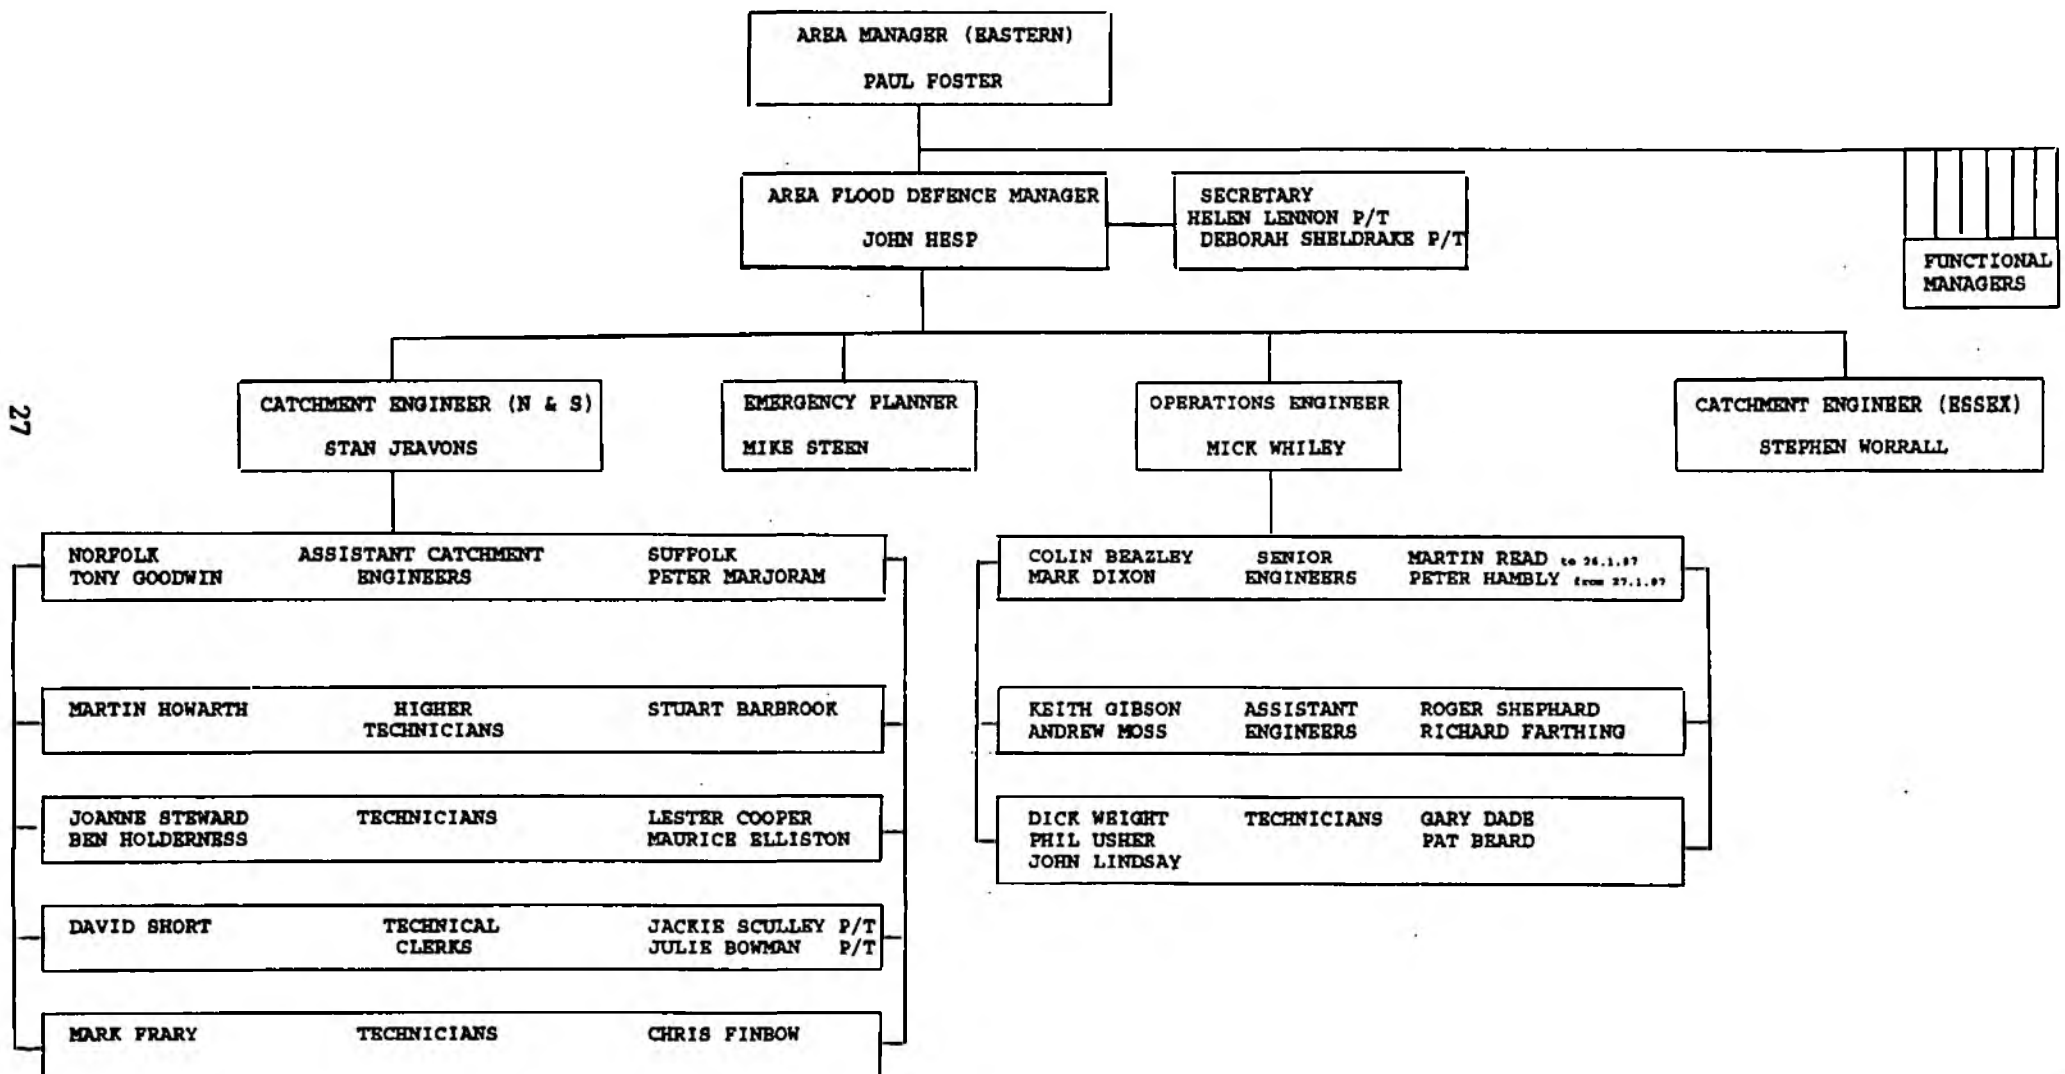 AREA MANAGER (EASTERN)
PAUL FOSTER
AREA FLOOD DEFENCE MANAGER
JOHN HESP
SECRETARY
HELEN LENNON P/T
DEBORAH SHELDRAKE P/T
FUNCTIONAL
MANAGERS
CATCHMENT ENGINEER (N & S)
STAN JEAVONS
EMERGENCY PLANNER
MIKE STEEN
OPERATIONS ENGINEER
MICK WHILEY
CATCHMENT ENGINEER (ESSEX)
STEPHEN WORRALL
27
NORFOLK ASSISTANT CATCHMENT SUFFOLK
TONY GOODWIN ENGINEERS PETER MARJORAM
MARTIN HOWARTH HIGHER STUART BARBROOK
TECHNICIANS
JOANNE STEWARD TECHNICIANS LESTER COOPER
BEN HOLDERNESS MAURICE ELLISTON
DAVID SHORT TECHNICAL JACKIE SCULLEY P/T
CLERKS JULIE BOWMAN P/T
MARK FRARY TECHNICIANS CHRIS FINBOW
COLIN BEAZLEY SENIOR MARTIN READ to 26.1.97
MARK DIXON ENGINEERS PETER HAMBLY from 27.1.97
KEITH GIBSON ASSISTANT ROGER SHEPHARD
ANDREW MOSS ENGINEERS RICHARD FARTHING
DICK WEIGHT TECHNICIANS GARY DADE
PHIL USHER PAT BEARD
JOHN LINDSAY